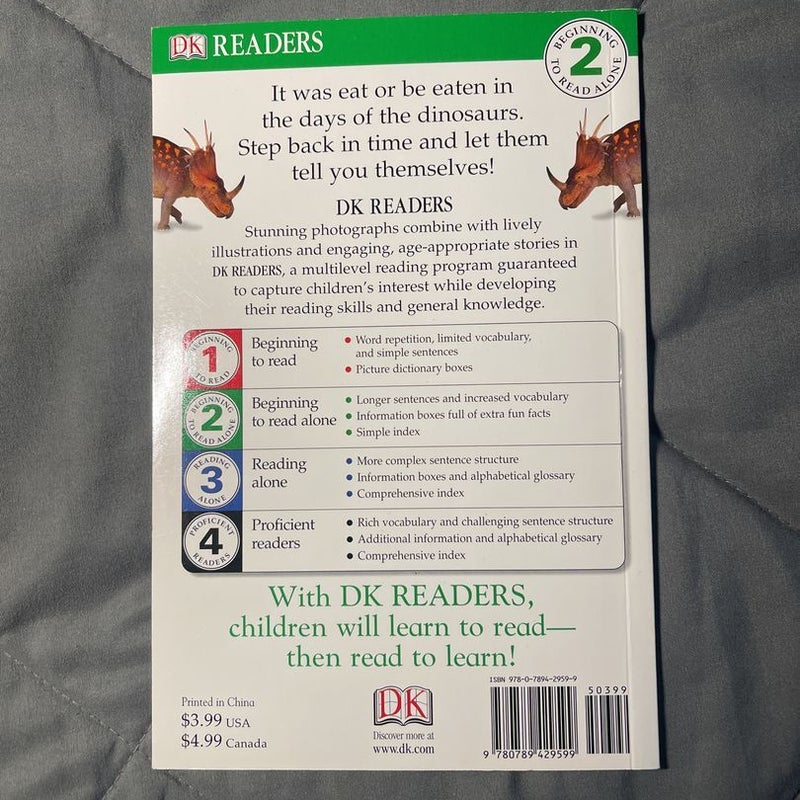 DK READERS
BEGINNING
2
TO READ ALONE
It was eat or be eaten in
the days of the dinosaurs.
Step back in time and let them
tell you themselves!
DK READERS
Stunning photographs combine with lively
illustrations and engaging, age-appropriate stories in
DK READERS, a multilevel reading program guaranteed
to capture children's interest while developing
their reading skills and general knowledge.
BEGINNING
1
TO READ
Beginning
to read
• Word repetition, limited vocabulary,
and simple sentences
• Picture dictionary boxes
BEGINNING
2
TO READ ALONE
Beginning
to read alone
• Longer sentences and increased vocabulary
• Information boxes full of extra fun facts
• Simple index
READING
3
ALONE
Reading
alone
• More complex sentence structure
• Information boxes and alphabetical glossary
• Comprehensive index
PROFICIENT
4
READERS
Proficient
readers
• Rich vocabulary and challenging sentence structure
• Additional information and alphabetical glossary
• Comprehensive index
With DK READERS,
children will learn to read—
then read to learn!
Printed in China
$3.99 USA
$4.99 Canada
DK
Discover more at
www.dk.com
ISBN 978-0-7894-2959-9
50399
9 780789 429599